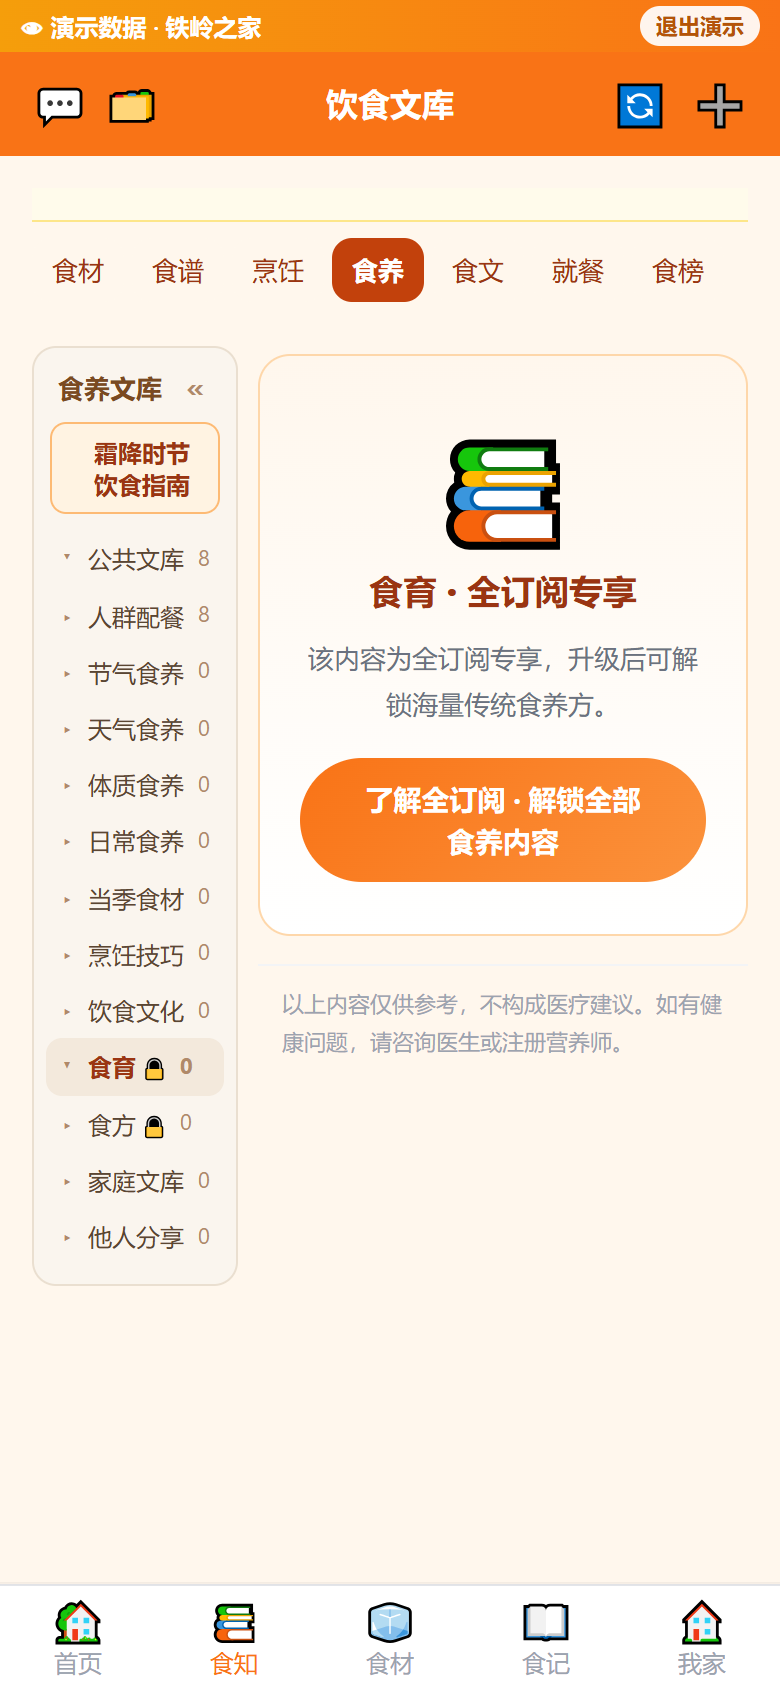 演示数据 · 铁岭之家
退出演示
饮食文库
食材
食谱
烹饪
食养
食文
就餐
食榜
食养文库 «
霜降时节
饮食指南
公共文库 8
人群配餐 8
节气食养 0
天气食养 0
体质食养 0
日常食养 0
当季食材 0
烹饪技巧 0
饮食文化 0
食育 0
食方 0
家庭文库 0
他人分享 0
食育 · 全订阅专享
该内容为全订阅专享，升级后可解
锁海量传统食养方。
了解全订阅 · 解锁全部
食养内容
以上内容仅供参考，不构成医疗建议。如有健
康问题，请咨询医生或注册营养师。
首页
食知
食材
食记
我家